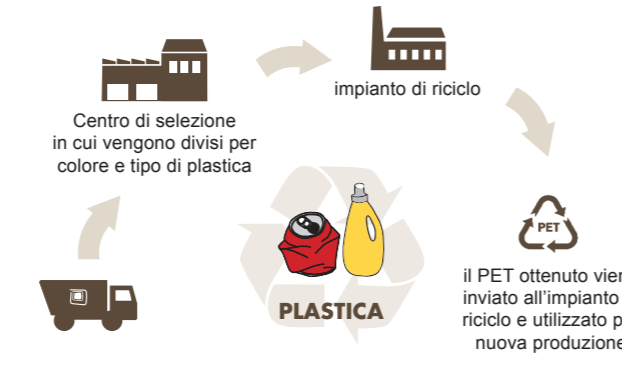 impianto di riciclo
Centro di selezione
in cui vengono divisi per
colore e tipo di plastica
PET
PLASTICA
il PET ottenuto vien
inviato all’impianto
riciclo e utilizzato p
nuova produzione